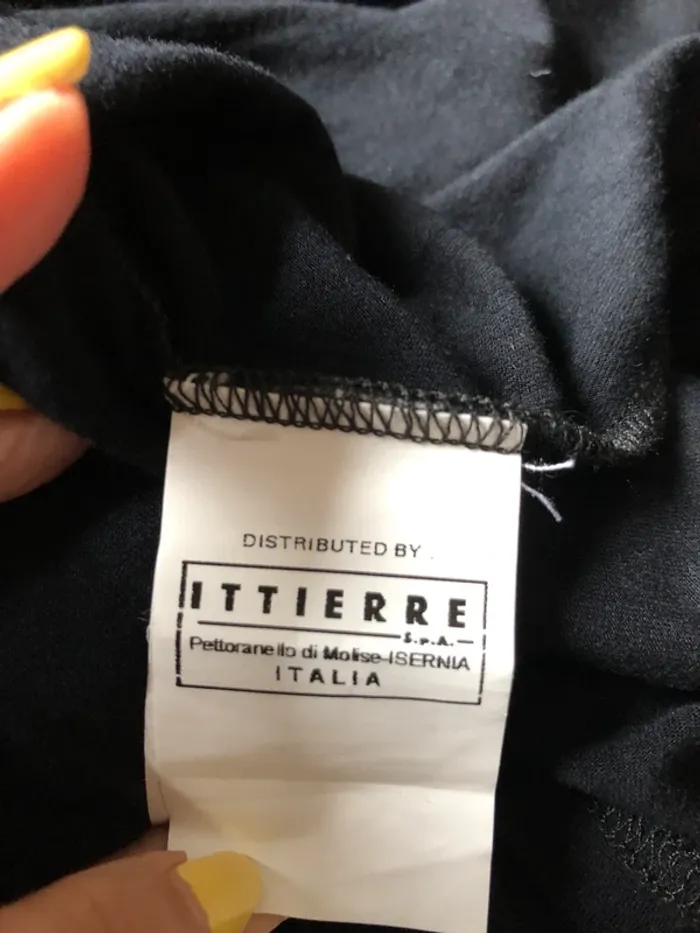 DISTRIBUTED BY
ITTIERRE
S.p.A.
Pettoranello di Molise-ISERNIA
ITALIA